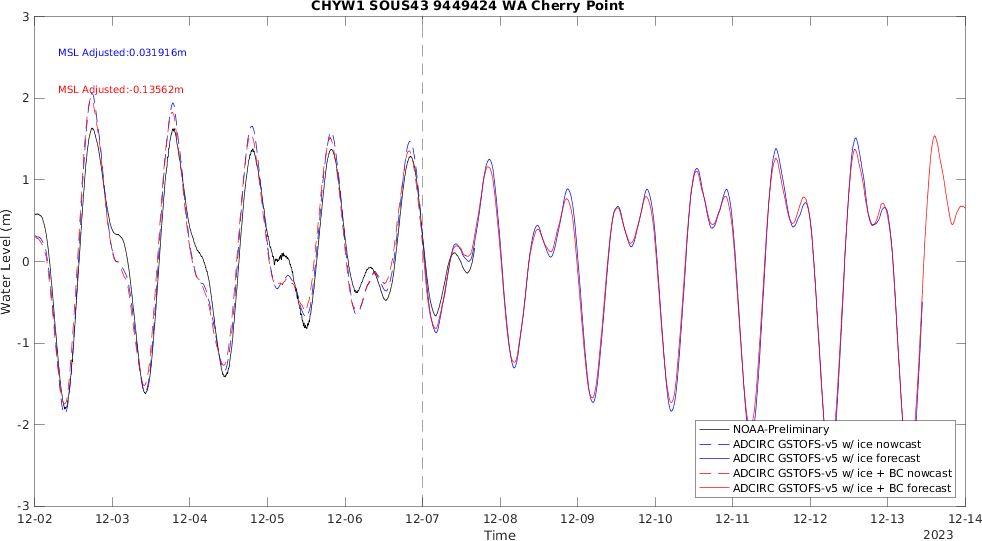 CHYW1 SOUS43 9449424 WA Cherry Point
MSL Adjusted:0.031916m
MSL Adjusted:-0.13562m
Water Level (m)
3
2
1
0
-1
-2
-3
NOAA-Preliminary
ADCIRC GSTOFS-v5 w/ ice nowcast
ADCIRC GSTOFS-v5 w/ ice forecast
ADCIRC GSTOFS-v5 w/ ice + BC nowcast
ADCIRC GSTOFS-v5 w/ ice + BC forecast
12-02 12-03 12-04 12-05 12-06 12-07 12-08 12-09 12-10 12-11 12-12 12-13 12-14
Time
2023